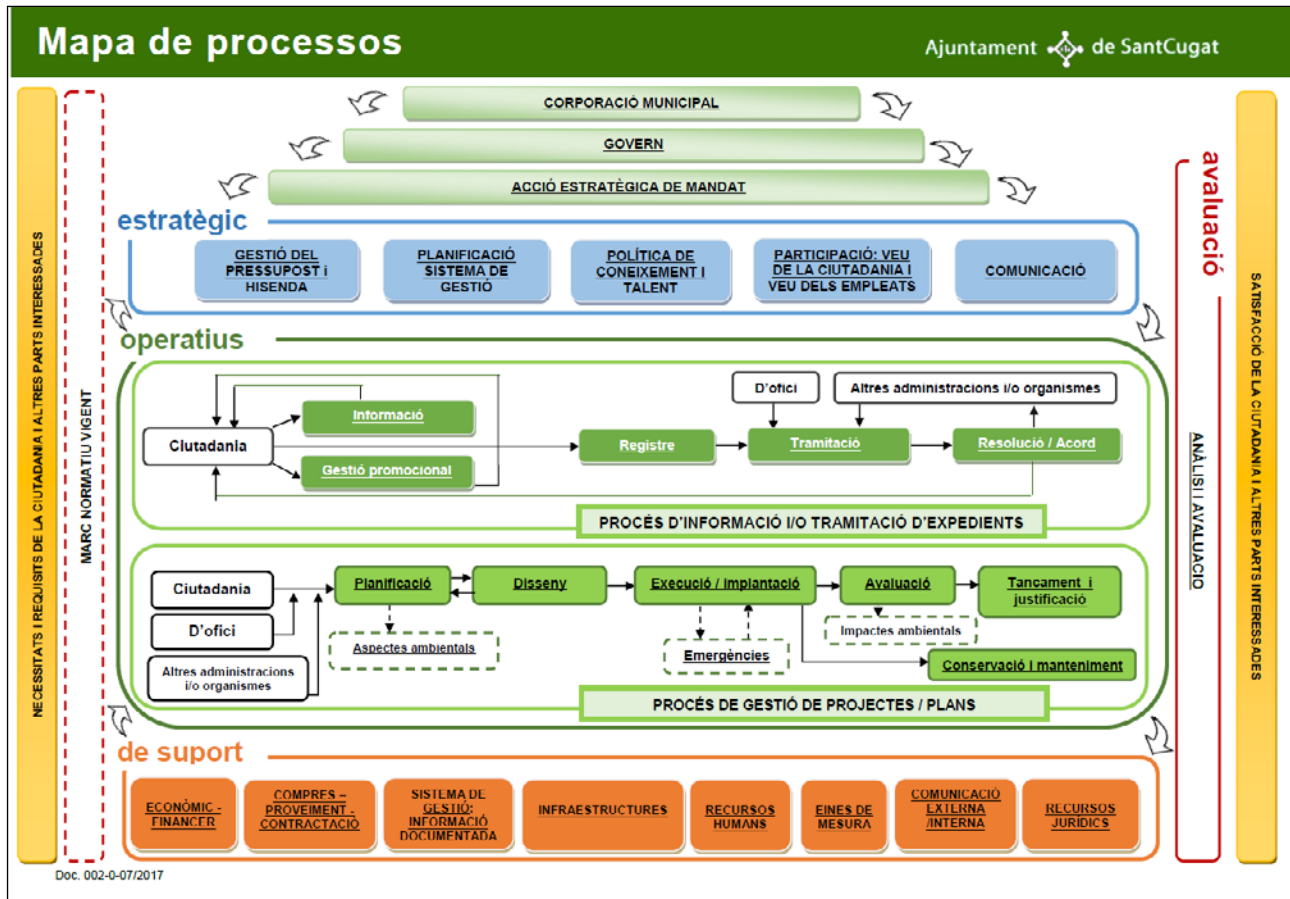 Mapa de processos
Ajuntament de SantCugat
NECESSITATS I REQUISITS DE LA CIUTADANIA I ALTRES PARTS INTERESSADES
MARC NORMATIU VIGENT
CORPORACIÓ MUNICIPAL
GOVERN
ACCIÓ ESTRATÈGICA DE MANDAT
estratègic
GESTIÓ DEL
PRESSUPOST i
HISENDA
PLANIFICACIÓ
SISTEMA DE
GESTIÓ
POLÍTICA DE
CONEIXEMENT I
TALENT
PARTICIPACIÓ: VEU
DE LA CIUTADANIA I
VEU DELS EMPLEATS
COMUNICACIÓ
operatius
D'ofici
Altres administracions i/o organismes
Informació
Ciutadania
Registre
Tramitació
Resolució / Acord
Gestió promocional
PROCÉS D'INFORMACIÓ I/O TRAMITACIÓ D'EXPEDIENTS
Ciutadania
D'ofici
Altres administracions
i/o organismes
Planificació
Disseny
Execució / implantació
Avaluació
Tancament i
justificació
Aspectes ambientals
Emergències
Impactes ambientals
Conservació i manteniment
PROCÉS DE GESTIÓ DE PROJECTES / PLANS
de suport
ECONÒMIC -
FINANCER
COMPRES –
PROVEIMENT -
CONTRACTACIÓ
SISTEMA DE
GESTIÓ:
INFORMACIÓ
DOCUMENTADA
INFRAESTRUCTURES
RECURSOS
HUMANS
EINES DE
MESURA
COMUNICACIÓ
EXTERNA
/INTERNA
RECURSOS
JURÍDICS
avaluació
ANÀLISI I AVALUACIO
SATISFACCIÓ DE LA CIUTADANIA I ALTRES PARTS INTERESSADES
Doc. 002-0-07/2017